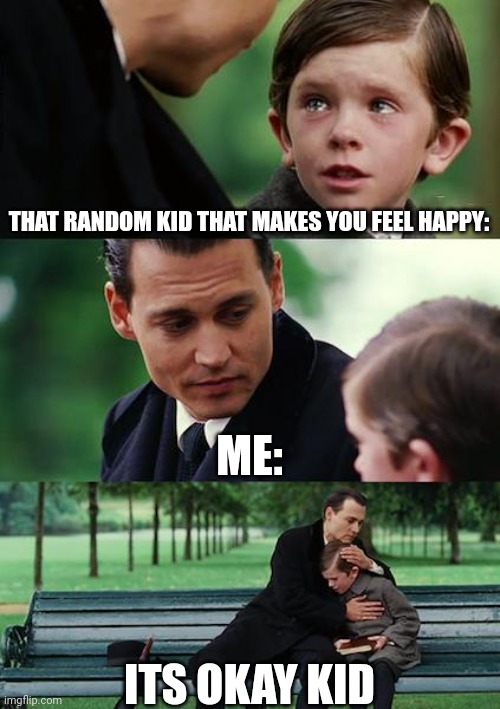 THAT RANDOM KID THAT MAKES YOU FEEL HAPPY:
ME:
ITS OKAY KID
imgflip.com